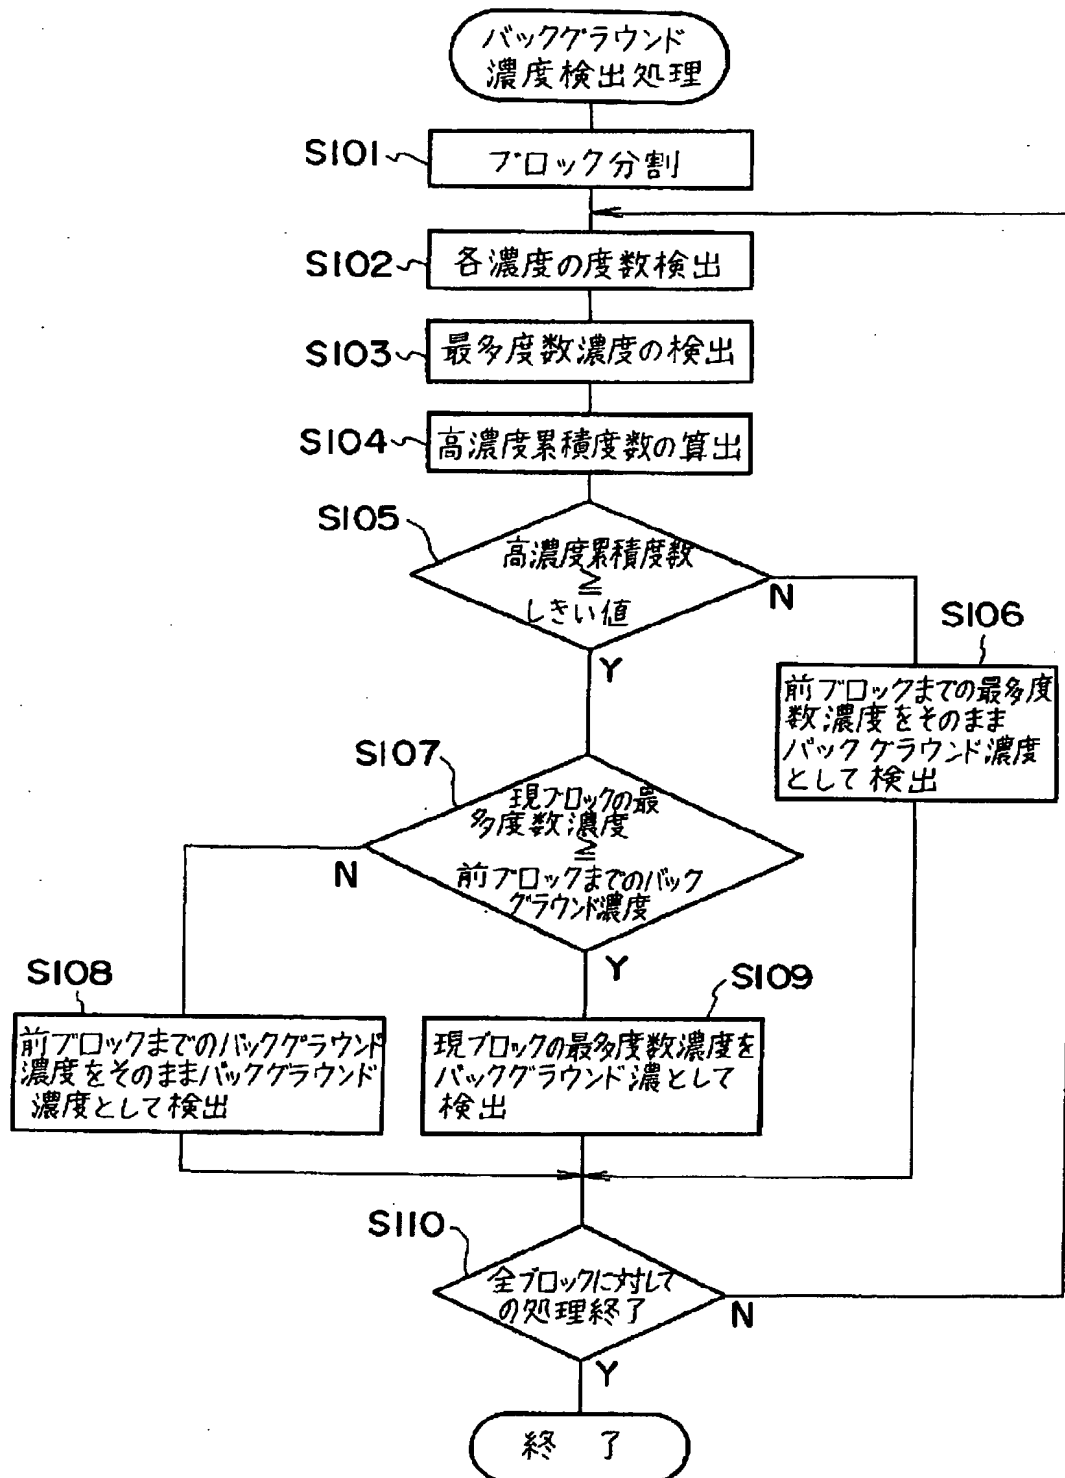 バックグラウンド
濃度検出処理
S101
ブロック分割
S102
各濃度の度数検出
S103
最多度数濃度の検出
S104
高濃度累積度数の算出
S105
高濃度累積度数
≧
しきい値
N
Y
S106
前ブロックまでの最多度
数濃度をそのまま
バックグラウンド濃度
として検出
S107
現ブロックの最
多度数濃度
≧
前ブロックまでのバック
グラウンド濃度
N
Y
S108
前ブロックまでのバックグラウンド
濃度をそのままバックグラウンド
濃度として検出
S109
現ブロックの最多度数濃度を
バックグラウンド濃として
検出
S110
全ブロックに対して
の処理終了
N
Y
終了